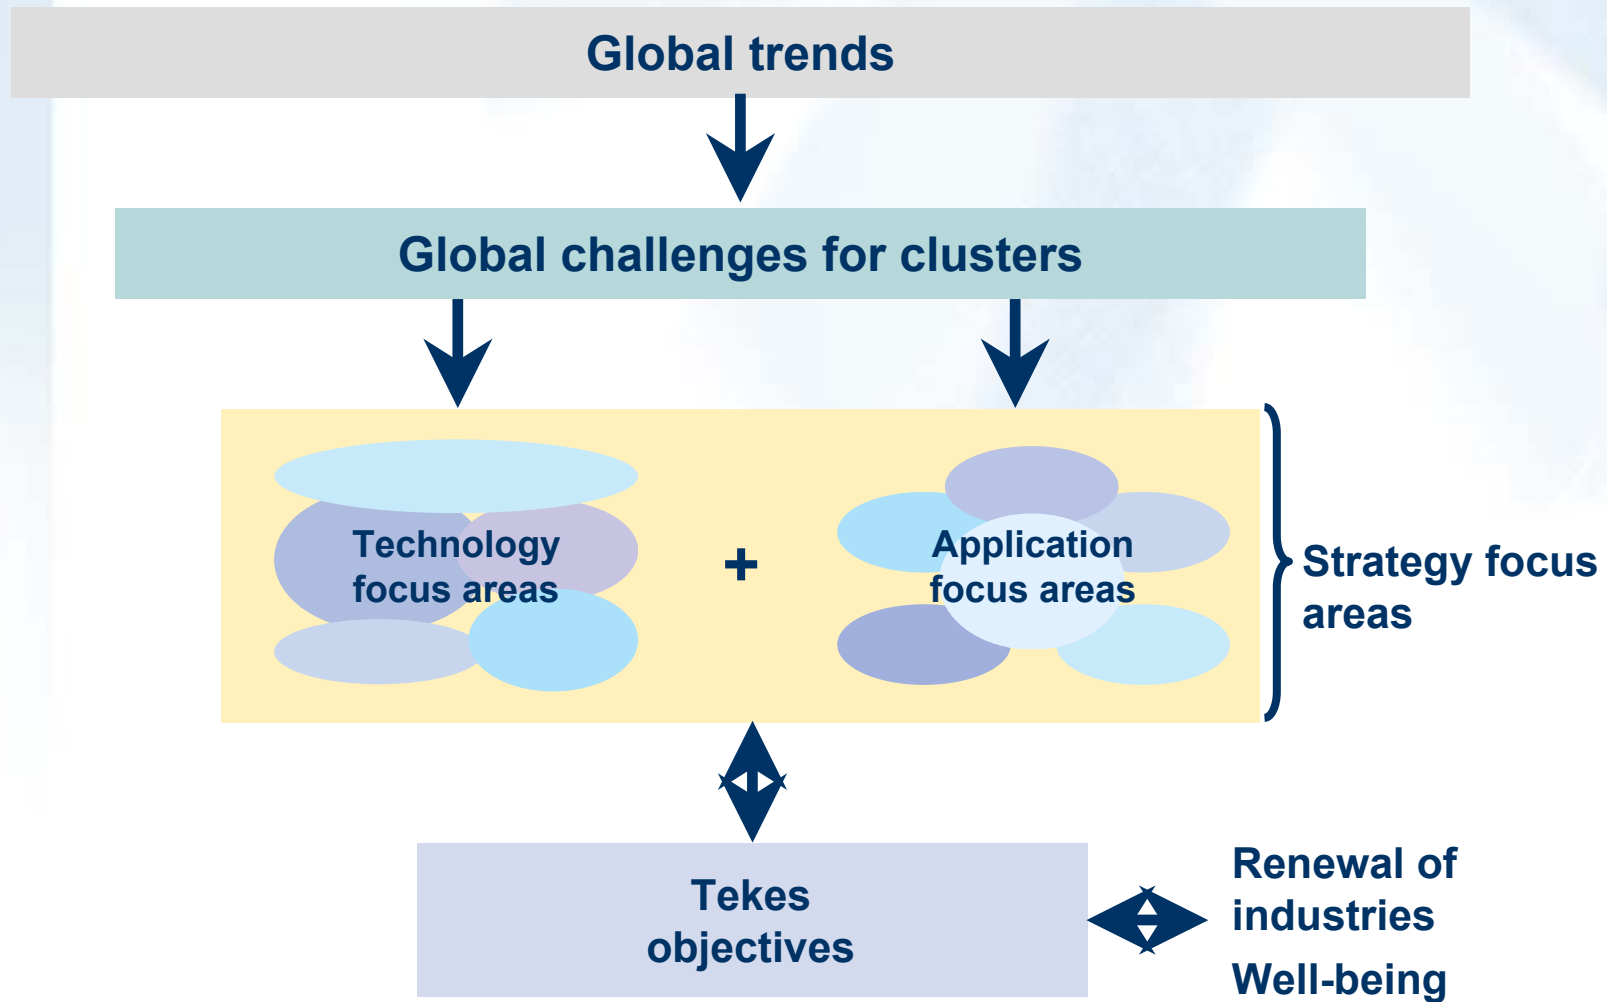 Global trends
Global challenges for clusters
Technology
focus areas
+
Application
focus areas
Strategy focus
areas
Tekes
objectives
Renewal of
industries
Well-being